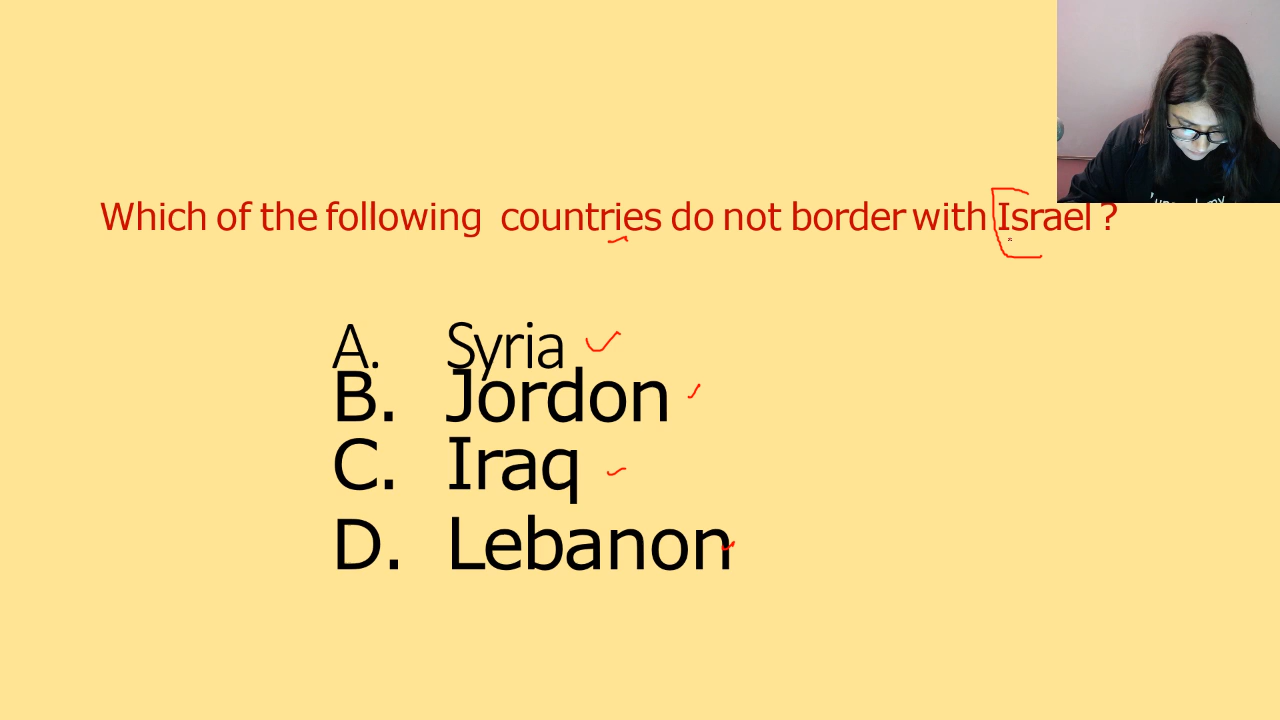 Which of the following countries do not border with Israel ?
A. Syria
B. Jordon
C. Iraq
D. Lebanon